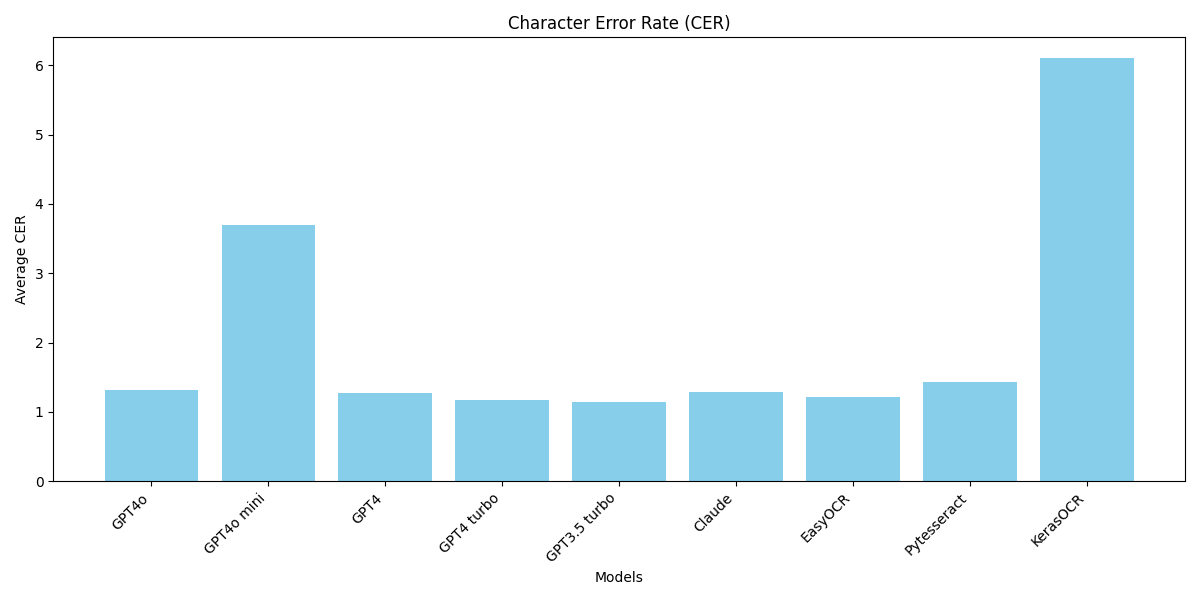 Character Error Rate (CER)
Average CER
6
5
4
3
2
1
0
GPT4o
GPT4o mini
GPT4
GPT4 turbo
GPT3.5 turbo
Claude
EasyOCR
Pytesseract
KerasOCR
Models